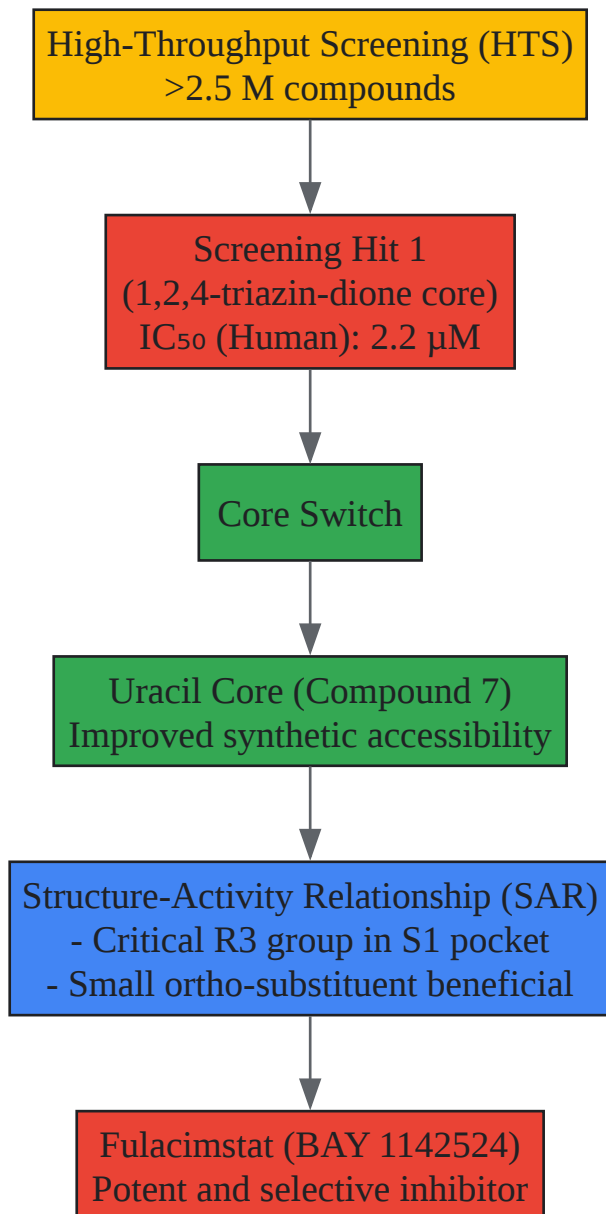 High-Throughput Screening (HTS)
>2.5 M compounds
Screening Hit 1
(1,2,4-triazin-dione core)
IC₅₀ (Human): 2.2 µM
Core Switch
Uracil Core (Compound 7)
Improved synthetic accessibility
Structure-Activity Relationship (SAR)
- Critical R3 group in S1 pocket
- Small ortho-substituent beneficial
Fulacimstat (BAY 1142524)
Potent and selective inhibitor